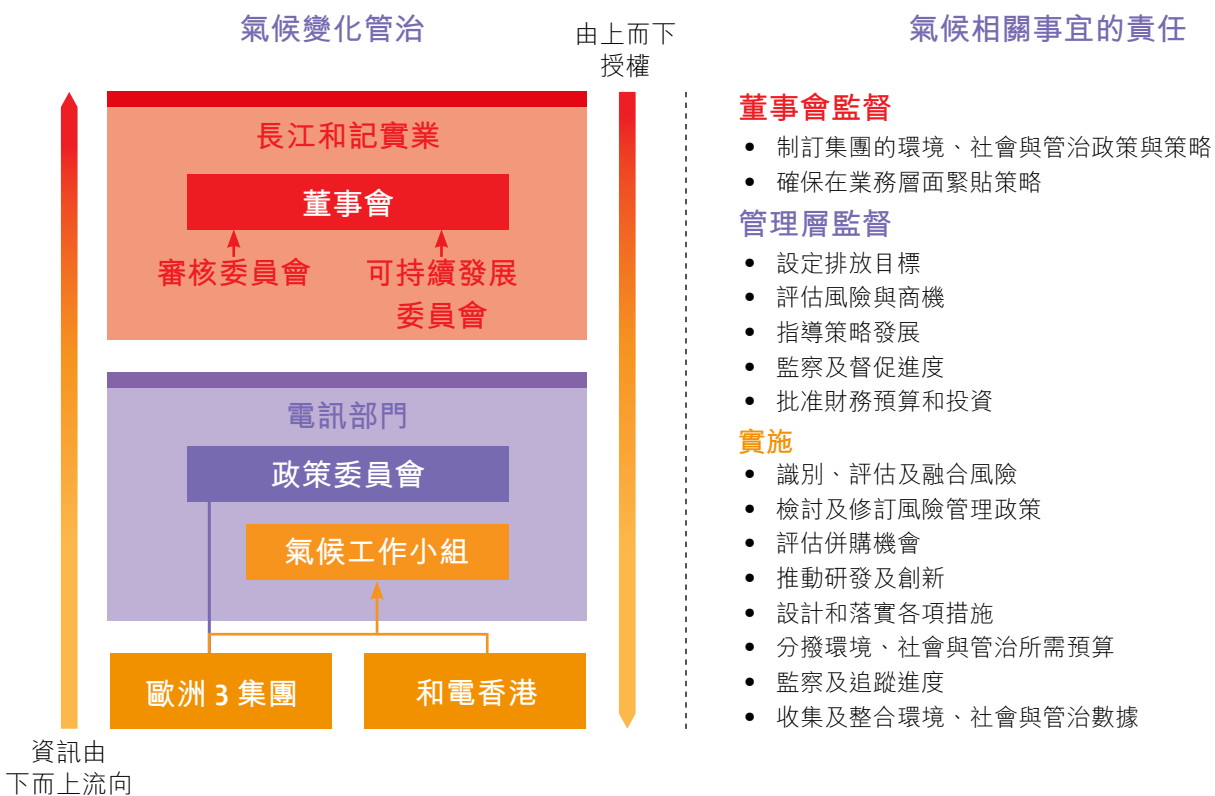 氣候變化管治
由上而下
授權
氣候相關事宜的責任
長江和記實業
董事會
審核委員會
可持續發展
委員會
電訊部門
政策委員會
氣候工作小組
歐洲 3 集團
和電香港
資訊由
下而上流向
董事會監督
• 制訂集團的環境、社會與管治政策與策略
• 確保在業務層面緊貼策略
管理層監督
• 設定排放目標
• 評估風險與商機
• 指導策略發展
• 監察及督促進度
• 批准財務預算和投資
實施
• 識別、評估及融合風險
• 檢討及修訂風險管理政策
• 評估併購機會
• 推動研發及創新
• 設計和落實各項措施
• 分撥環境、社會與管治所需預算
• 監察及追蹤進度
• 收集及整合環境、社會與管治數據